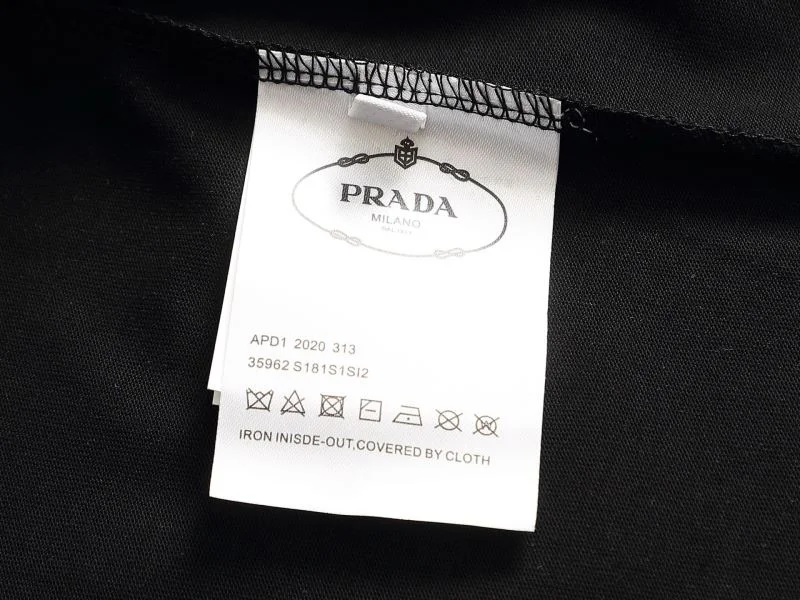 PRADA
MILANO
APD1 2020 313
35962 S181S1SI2
IRON INISDE-OUT,COVERED BY CLOTH